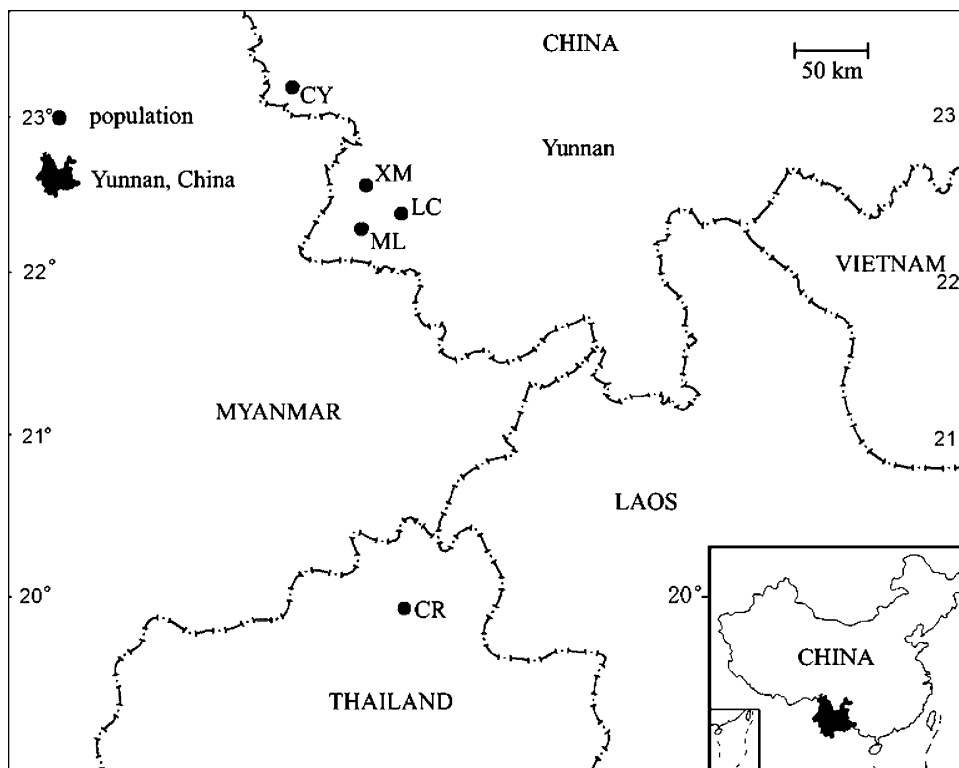 CHINA
50 km
CY
23°
population
23
Yunnan
XM
Yunnan, China
LC
ML
22°
VIETNAM
22
MYANMAR
21°
21
LAOS
20°
CR
20°
CHINA
THAILAND